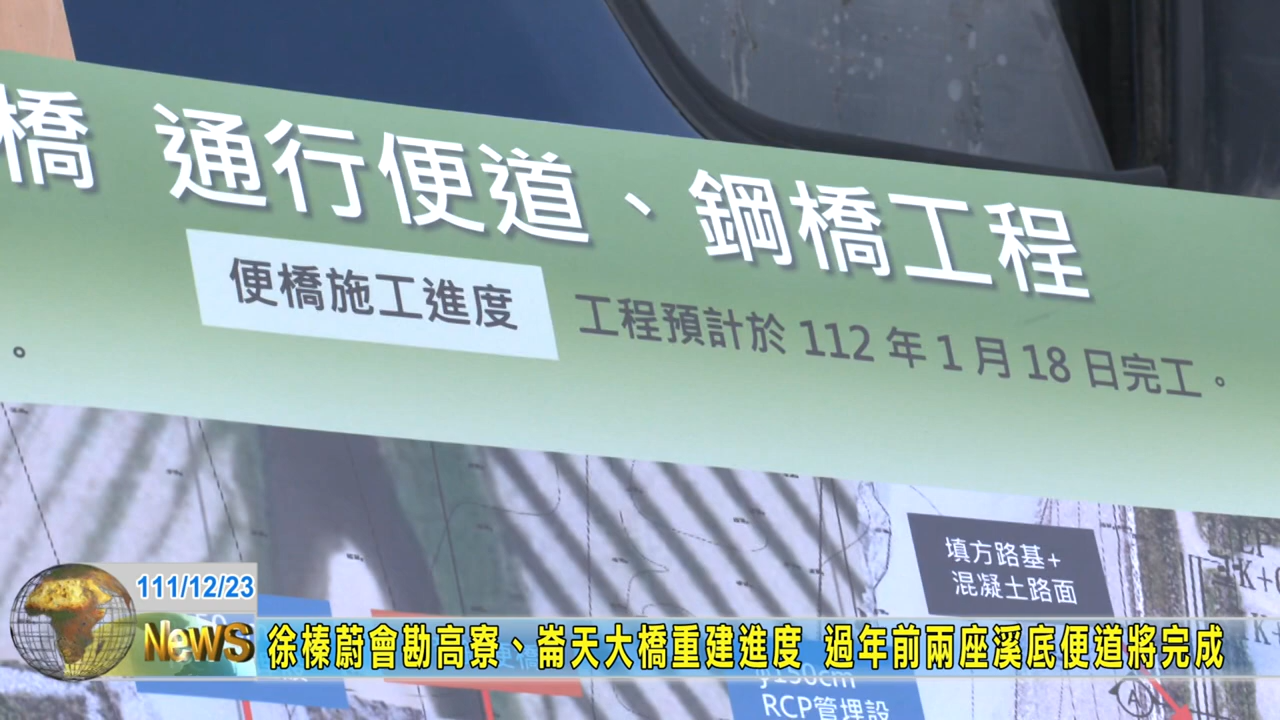 橋 通行便道、鋼橋工程
便橋施工進度
工程預計於 112 年 1 月 18 日完工。
。
填方路基+
混凝土路面
111/12/23
NewS
徐榛蔚會勘高寮、崙天大橋重建進度 過年前兩座溪底便道將完成
RCP管埋設